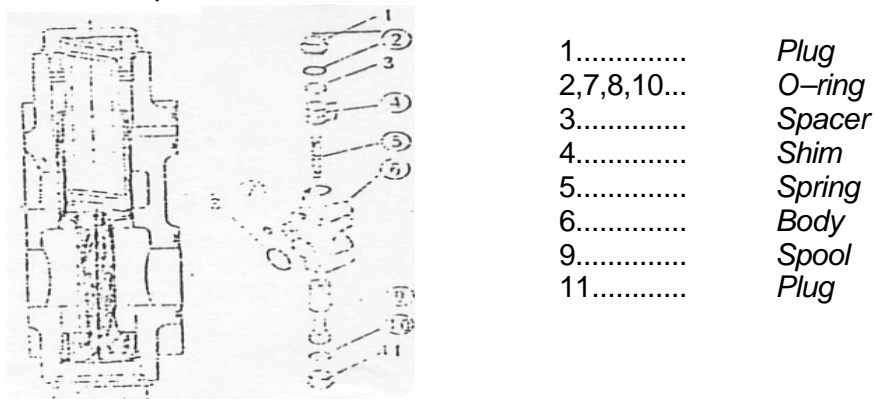 1
2
3
4
5
6
11
1.............. Plug
2,7,8,10... O–ring
3.............. Spacer
4.............. Shim
5.............. Spring
6.............. Body
9.............. Spool
11............ Plug